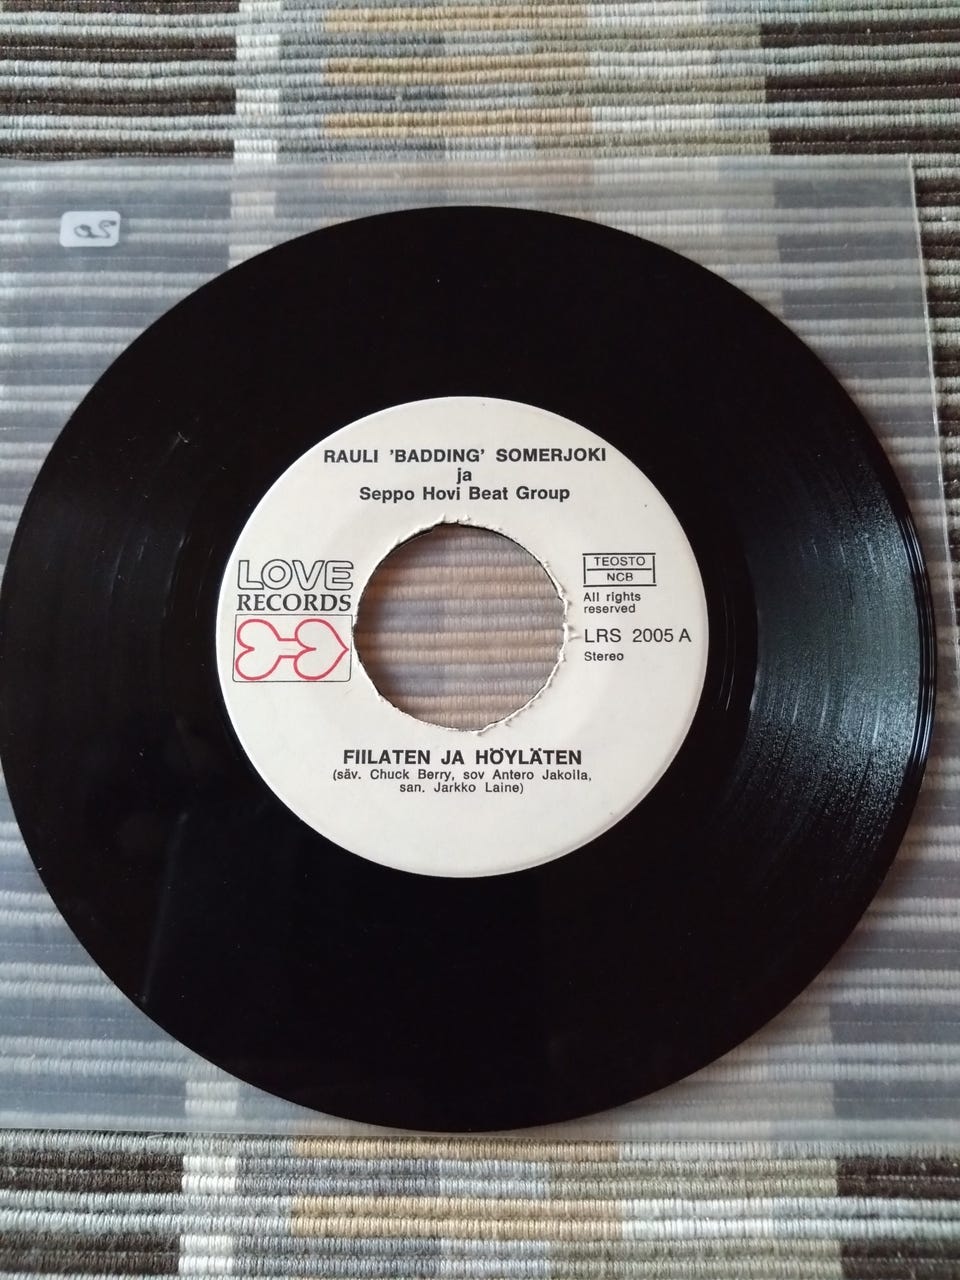 RAULI 'BADDING' SOMERJOKI
ja
Seppo Hovi Beat Group
LOVE
RECORDS
TEOSTO
NCB
All rights
reserved
LRS 2005 A
Stereo
FIILATEN JA HÖYLÄTEN
(säv. Chuck Berry, sov Antero Jakoila,
san. Jarkko Laine)